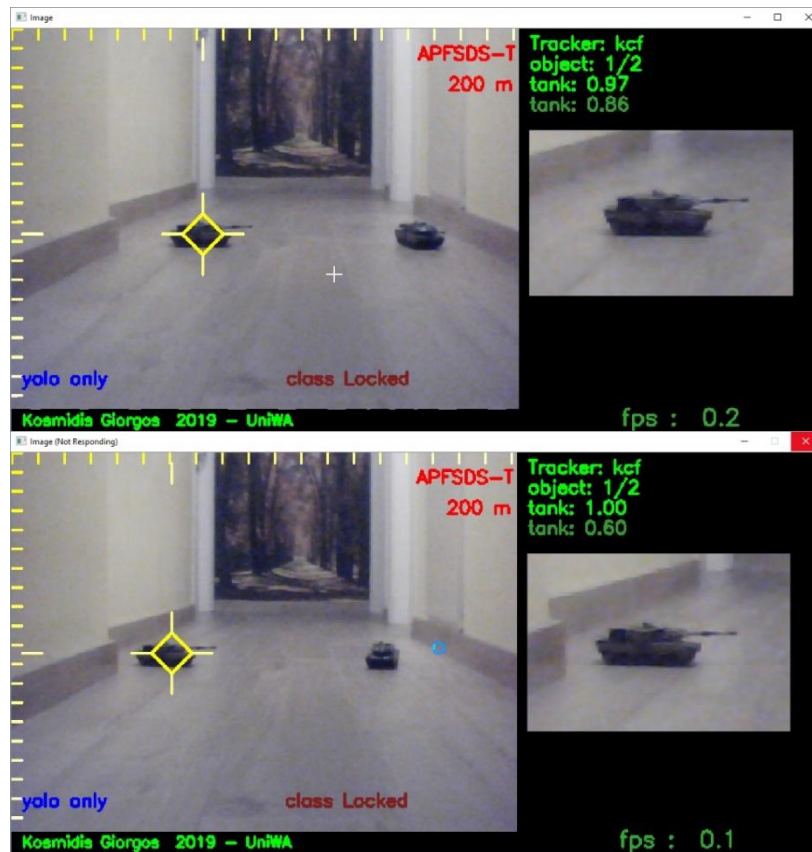 Image
APFSDS-T
200 m
Tracker: kcf
object: 1/2
tank: 0.97
tank: 0.86
yolo only
class Locked
Kosmidis Giorgos 2019 - UniWA
fps : 0.2
Image (Not Responding)
APFSDS-T
200 m
Tracker: kcf
object: 1/2
tank: 1.00
tank: 0.60
yolo only
class Locked
Kosmidis Giorgos 2019 - UniWA
fps : 0.1